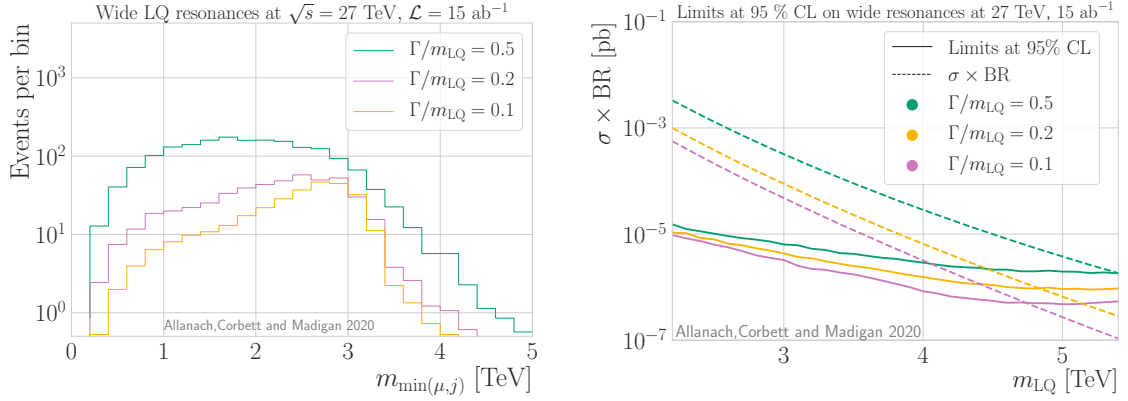 Wide LQ resonances at √s = 27 TeV, 𝓛 = 15 ab⁻¹
Events per bin
10³
10²
10¹
10⁰
Γ/m_LQ = 0.5
Γ/m_LQ = 0.2
Γ/m_LQ = 0.1
Allanach,Corbett and Madigan 2020
0 1 2 3 4 5
m_min(μ,j) [TeV]
Limits at 95 % CL on wide resonances at 27 TeV, 15 ab⁻¹
σ × BR [pb]
10⁻¹
10⁻³
10⁻⁵
10⁻⁷
Limits at 95% CL
σ × BR
Γ/m_LQ = 0.5
Γ/m_LQ = 0.2
Γ/m_LQ = 0.1
Allanach,Corbett and Madigan 2020
3 4 5
m_LQ [TeV]